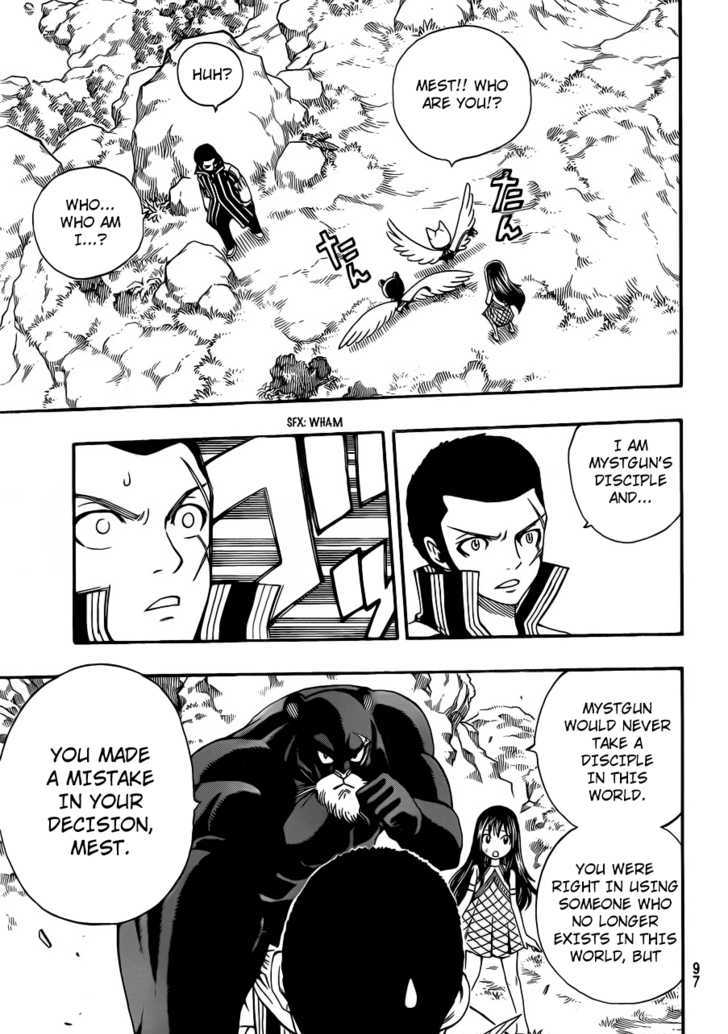 MEST!! WHO
ARE YOU!?
HUH?
WHO...
WHO AM
I...?
たん
たん
SFX: WHAM
I AM
MYSTGUN'S
DISCIPLE
AND...
MYSTGUN
WOULD NEVER
TAKE A
DISCIPLE
IN THIS
WORLD.
YOU WERE
RIGHT IN USING
SOMEONE WHO
NO LONGER
EXISTS IN THIS
WORLD, BUT
YOU MADE
A MISTAKE
IN YOUR
DECISION,
MEST.
97